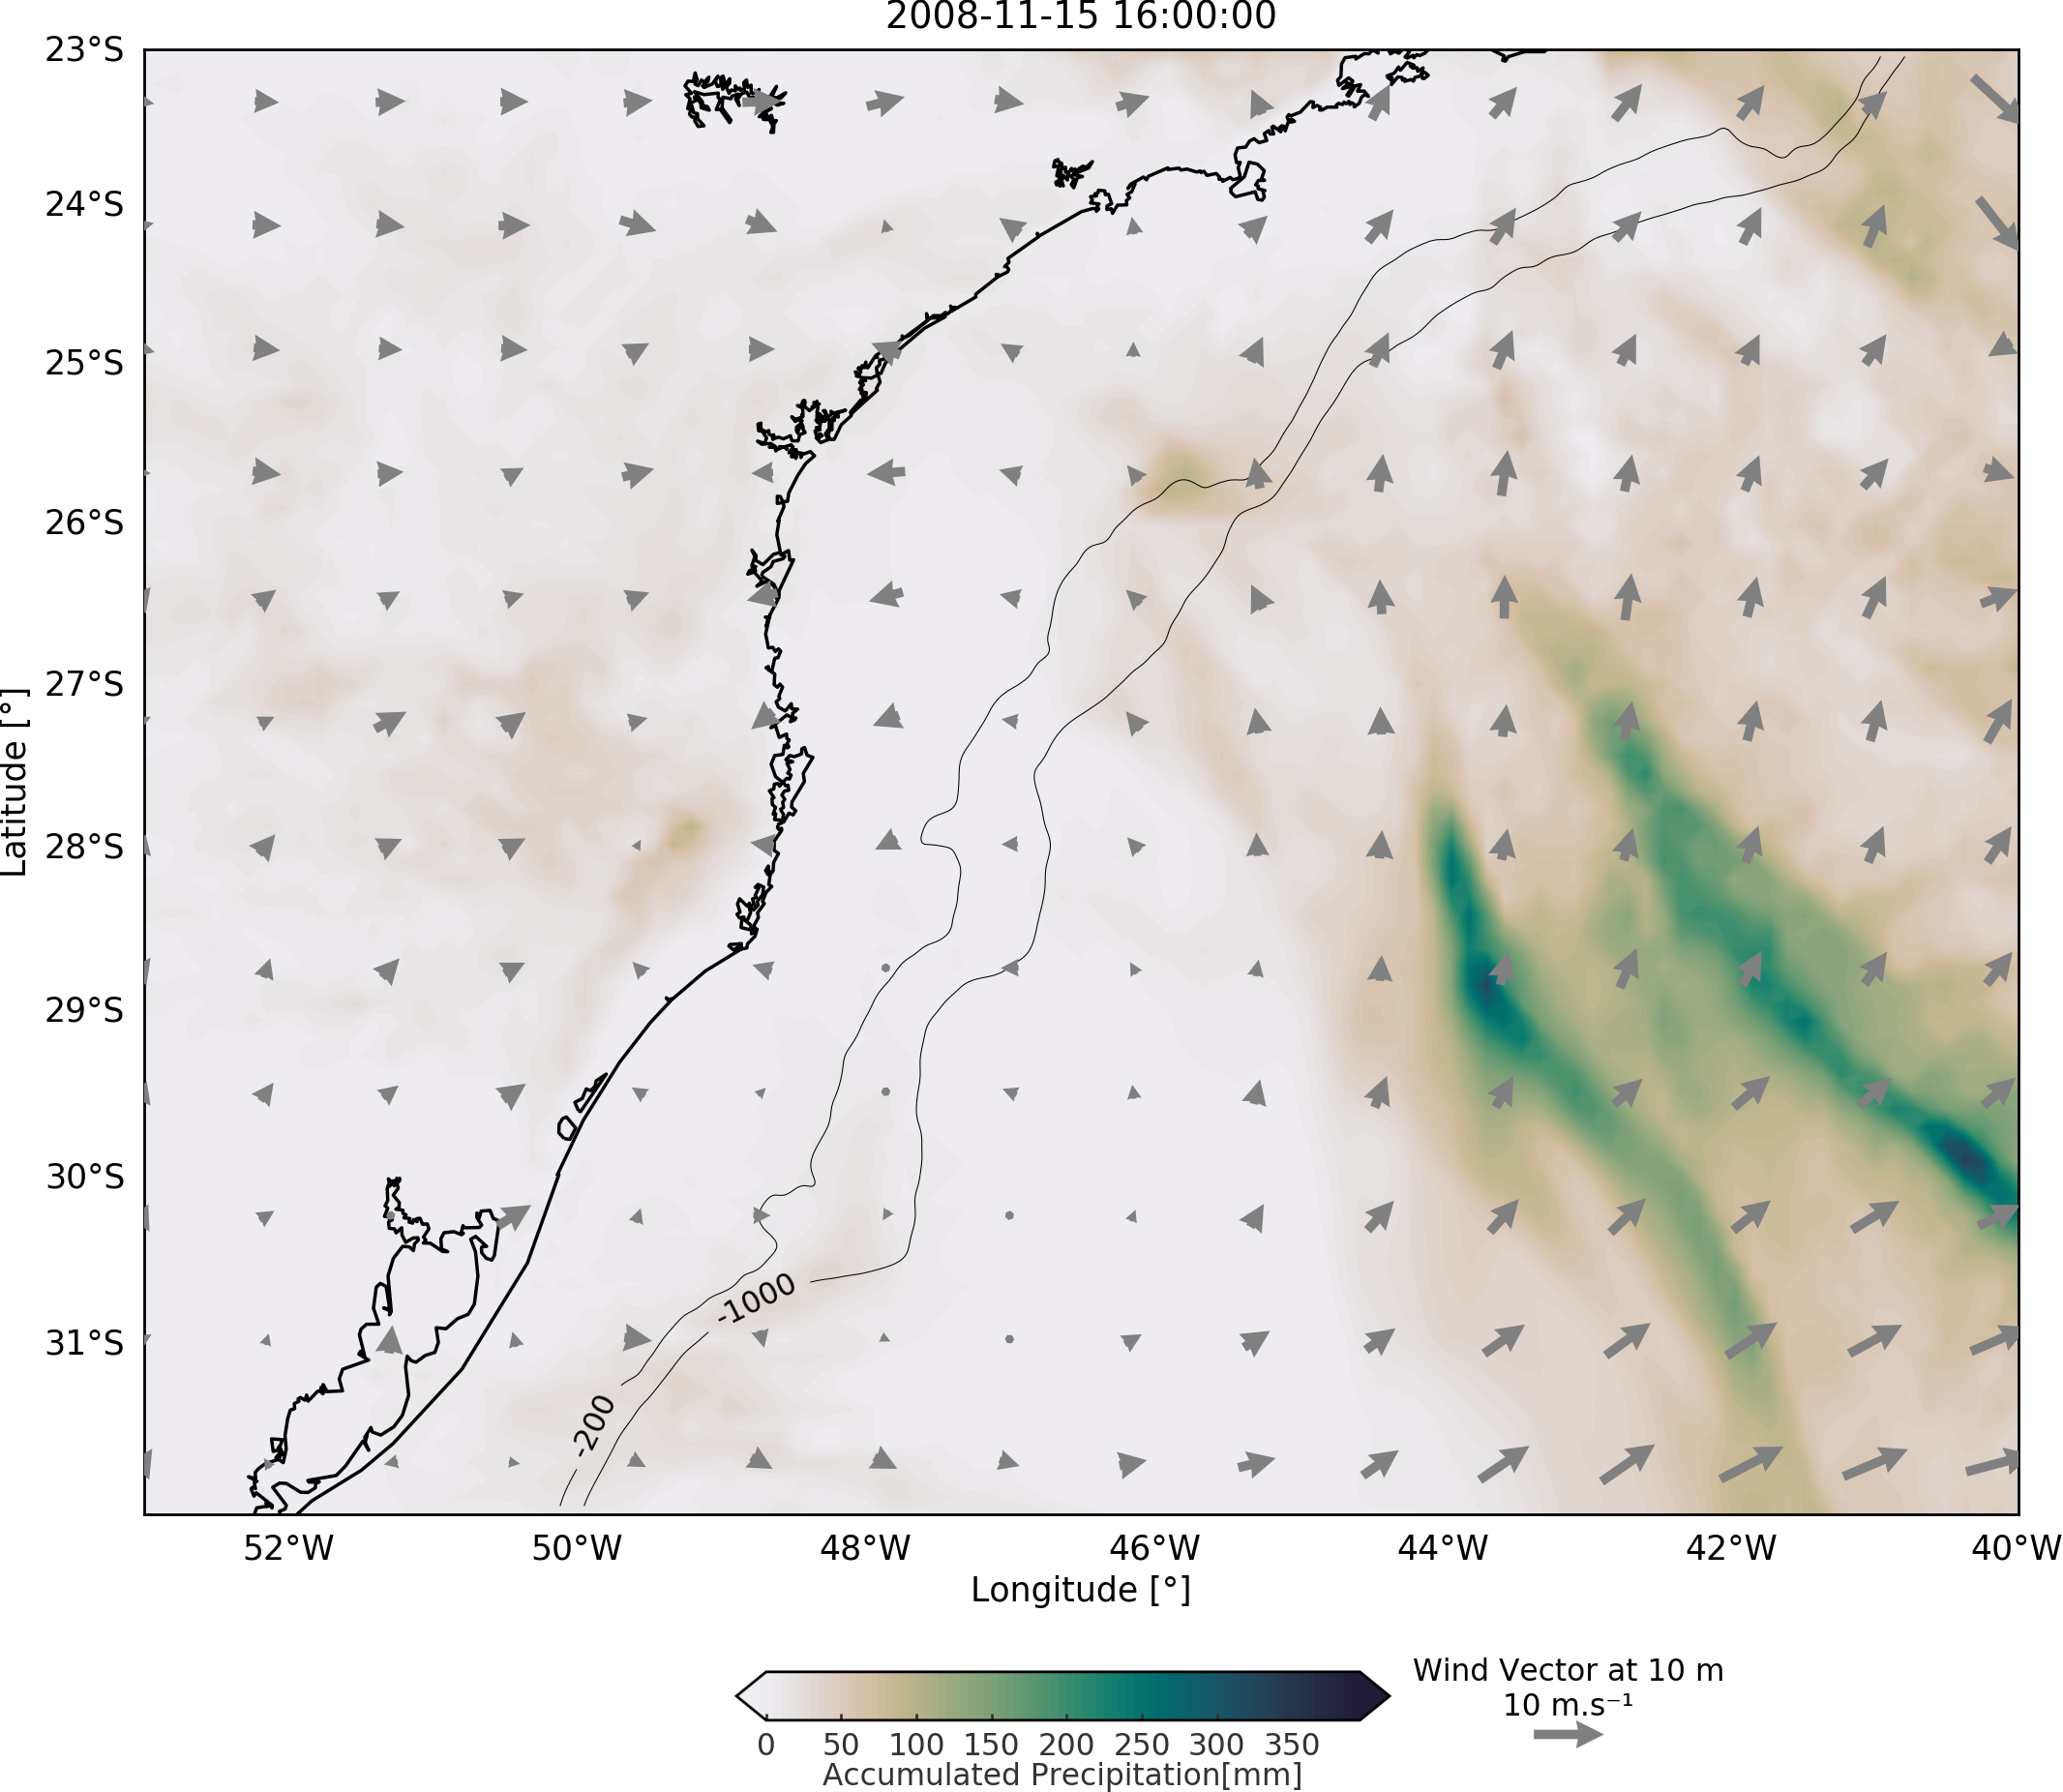 2008-11-15 16:00:00
23°S
24°S
25°S
26°S
27°S
28°S
29°S
30°S
31°S
Latitude [°]
-1000
-200
52°W
50°W
48°W
46°W
44°W
42°W
40°W
Longitude [°]
Wind Vector at 10 m
10 m.s⁻¹
0
50
100
150
200
250
300
350
Accumulated Precipitation[mm]